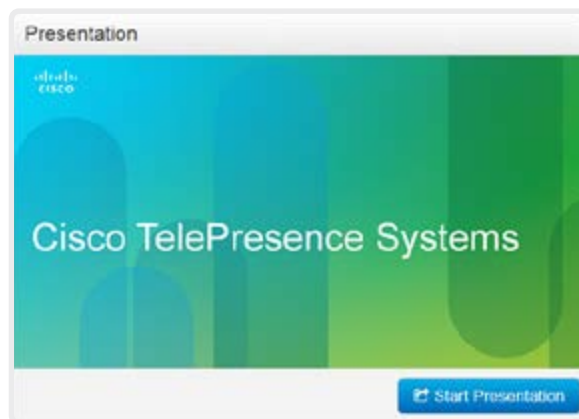 Presentation
CISCO
Cisco TelePresence Systems
Start Presentation